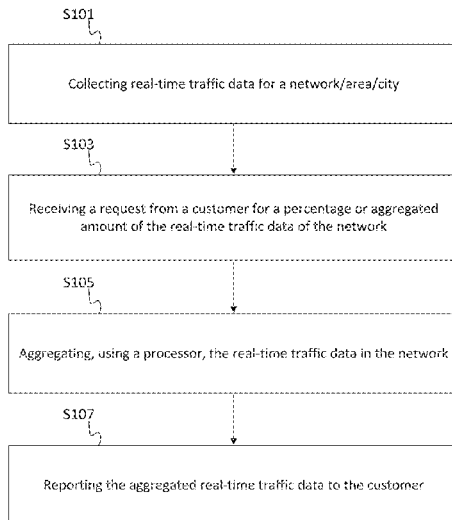 S101
Collecting real-time traffic data for a network/area/city
S103
Receiving a request from a customer for a percentage or aggregated
amount of the real-time traffic data of the network
S105
Aggregating, using a processor, the real-time traffic data in the network
S107
Reporting the aggregated real-time traffic data to the customer